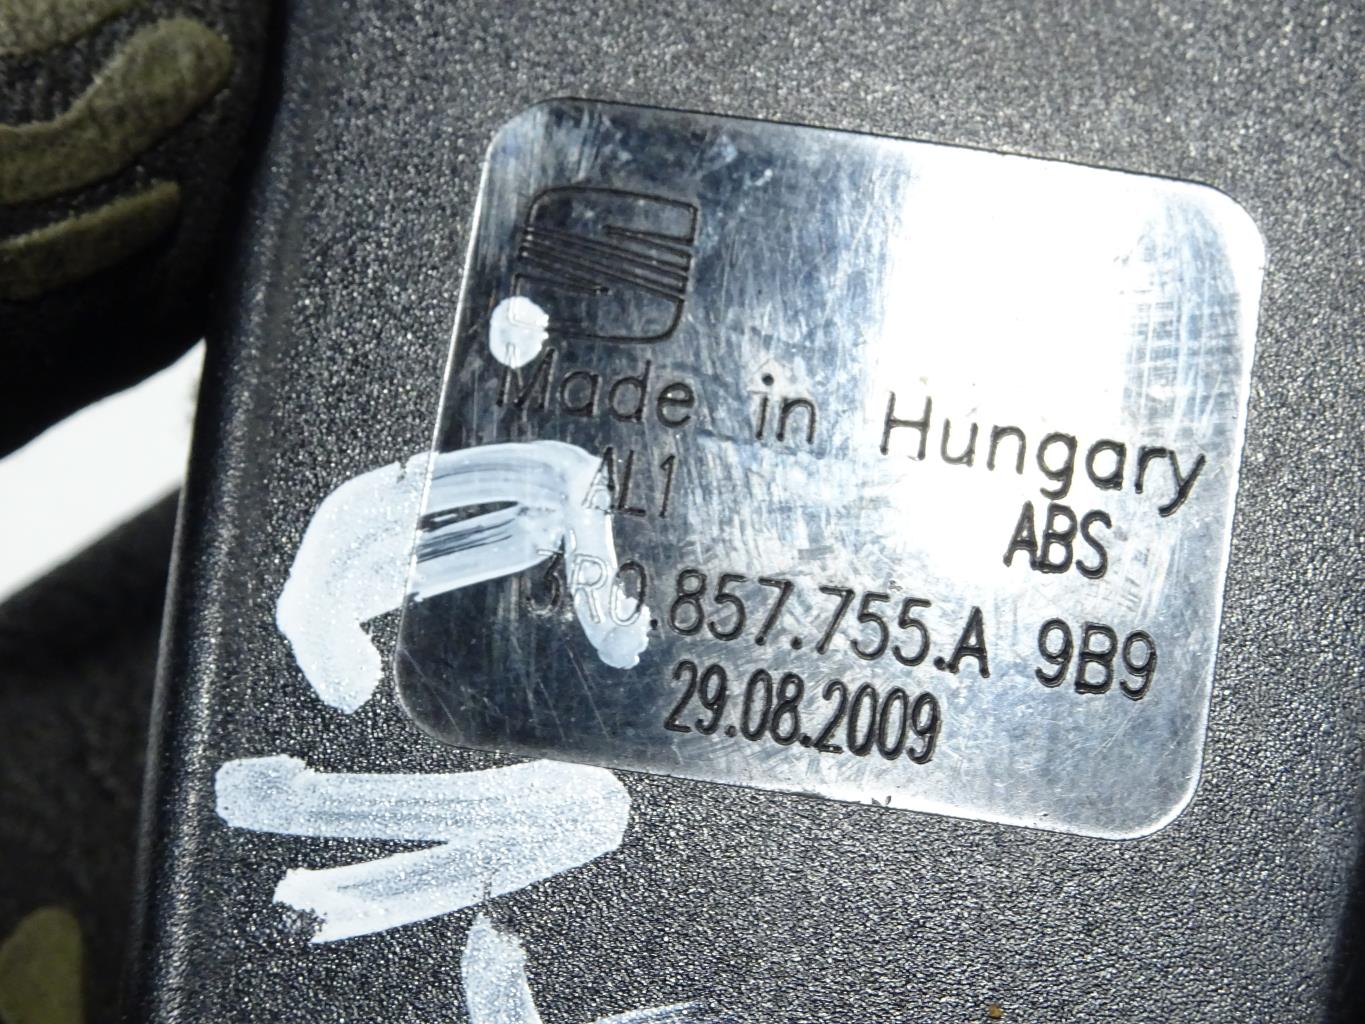 Made in Hungary
AL1
ABS
3R0.857.755.A 9B9
29.08.2009